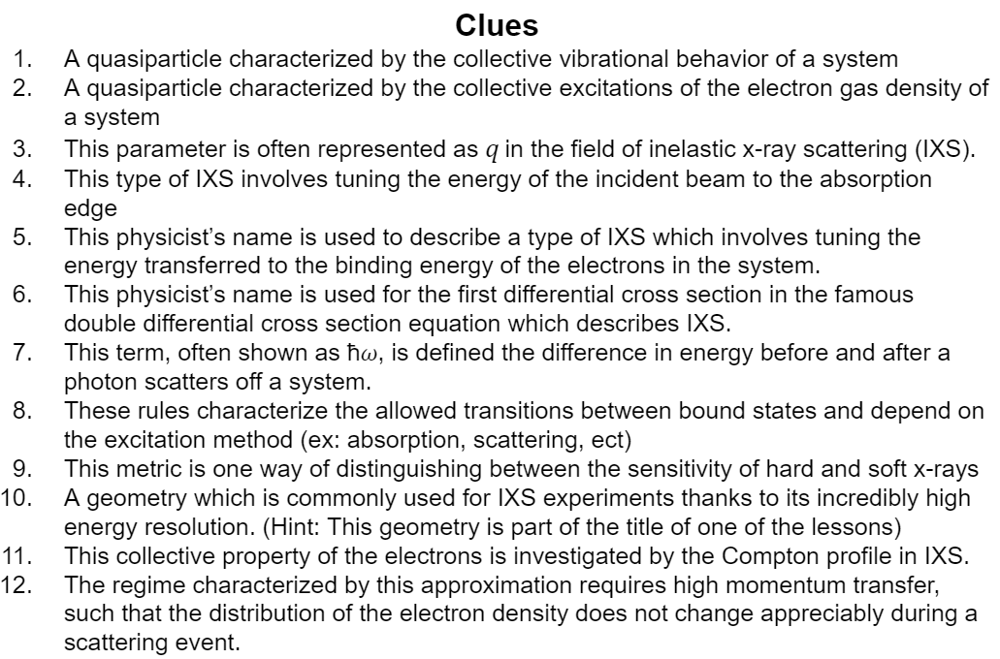 Clues
1. A quasiparticle characterized by the collective vibrational behavior of a system
2. A quasiparticle characterized by the collective excitations of the electron gas density of
a system
3. This parameter is often represented as q in the field of inelastic x-ray scattering (IXS).
4. This type of IXS involves tuning the energy of the incident beam to the absorption
edge
5. This physicist’s name is used to describe a type of IXS which involves tuning the
energy transferred to the binding energy of the electrons in the system.
6. This physicist’s name is used for the first differential cross section in the famous
double differential cross section equation which describes IXS.
7. This term, often shown as ħω, is defined the difference in energy before and after a
photon scatters off a system.
8. These rules characterize the allowed transitions between bound states and depend on
the excitation method (ex: absorption, scattering, ect)
9. This metric is one way of distinguishing between the sensitivity of hard and soft x-rays
10. A geometry which is commonly used for IXS experiments thanks to its incredibly high
energy resolution. (Hint: This geometry is part of the title of one of the lessons)
11. This collective property of the electrons is investigated by the Compton profile in IXS.
12. The regime characterized by this approximation requires high momentum transfer,
such that the distribution of the electron density does not change appreciably during a
scattering event.